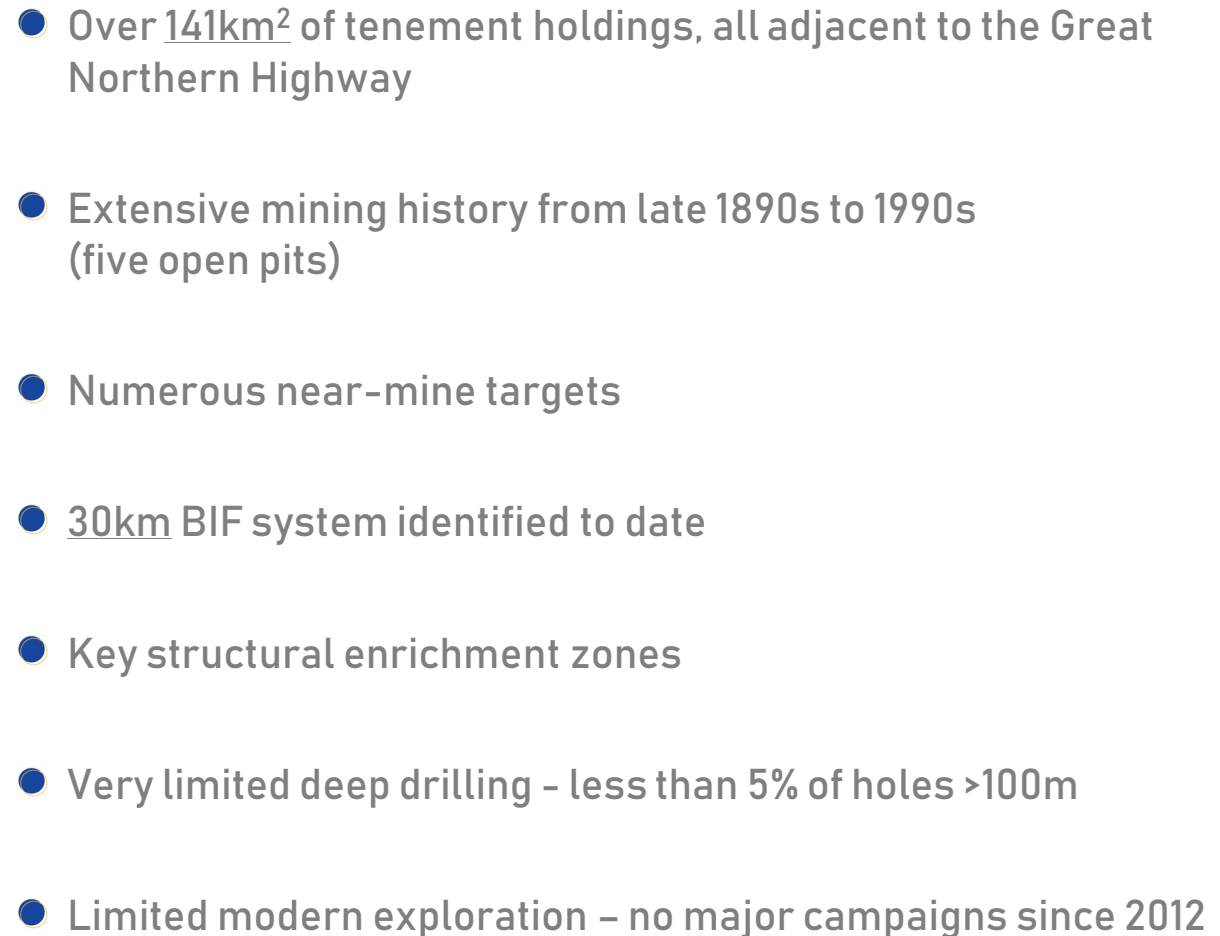 Over 141km² of tenement holdings, all adjacent to the Great
Northern Highway
Extensive mining history from late 1890s to 1990s
(five open pits)
Numerous near-mine targets
30km BIF system identified to date
Key structural enrichment zones
Very limited deep drilling - less than 5% of holes >100m
Limited modern exploration – no major campaigns since 2012